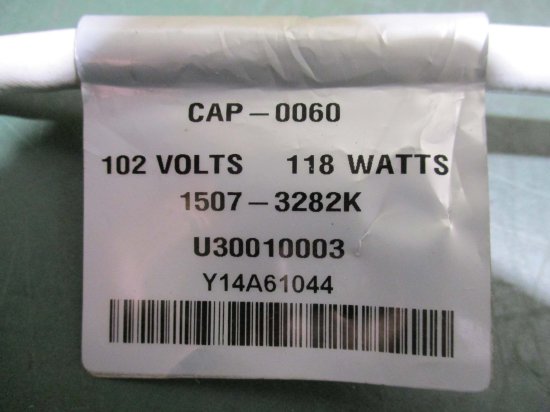 CAP-0060
102 VOLTS 118 WATTS
1507-3282K
U30010003
Y14A61044